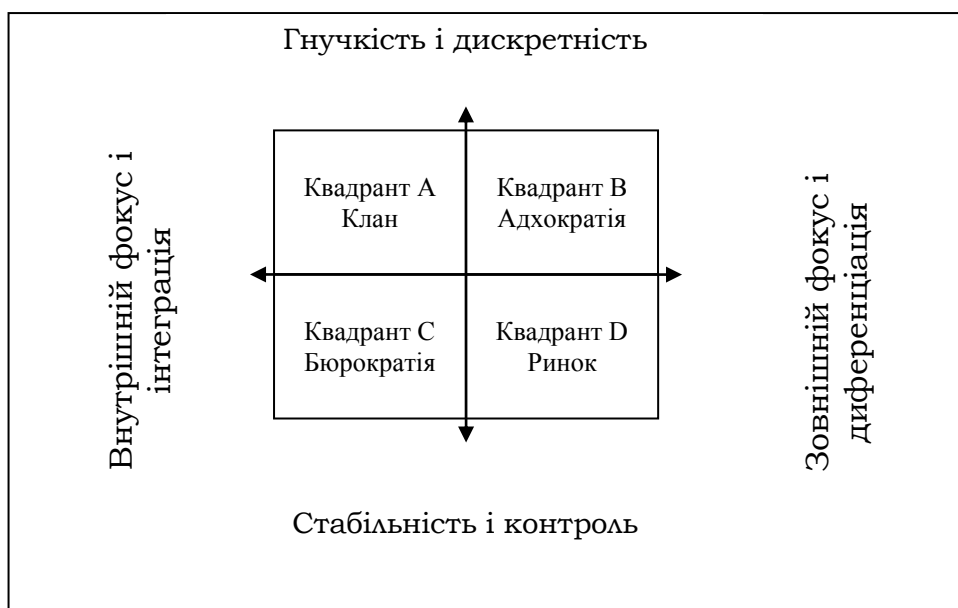 Гнучкість і дискретність
Внутрішній фокус і
інтеграція
Квадрант A
Клан
Квадрант B
Адхократія
Квадрант C
Бюрократія
Квадрант D
Ринок
Зовнішній фокус і
диференціація
Стабільність і контроль